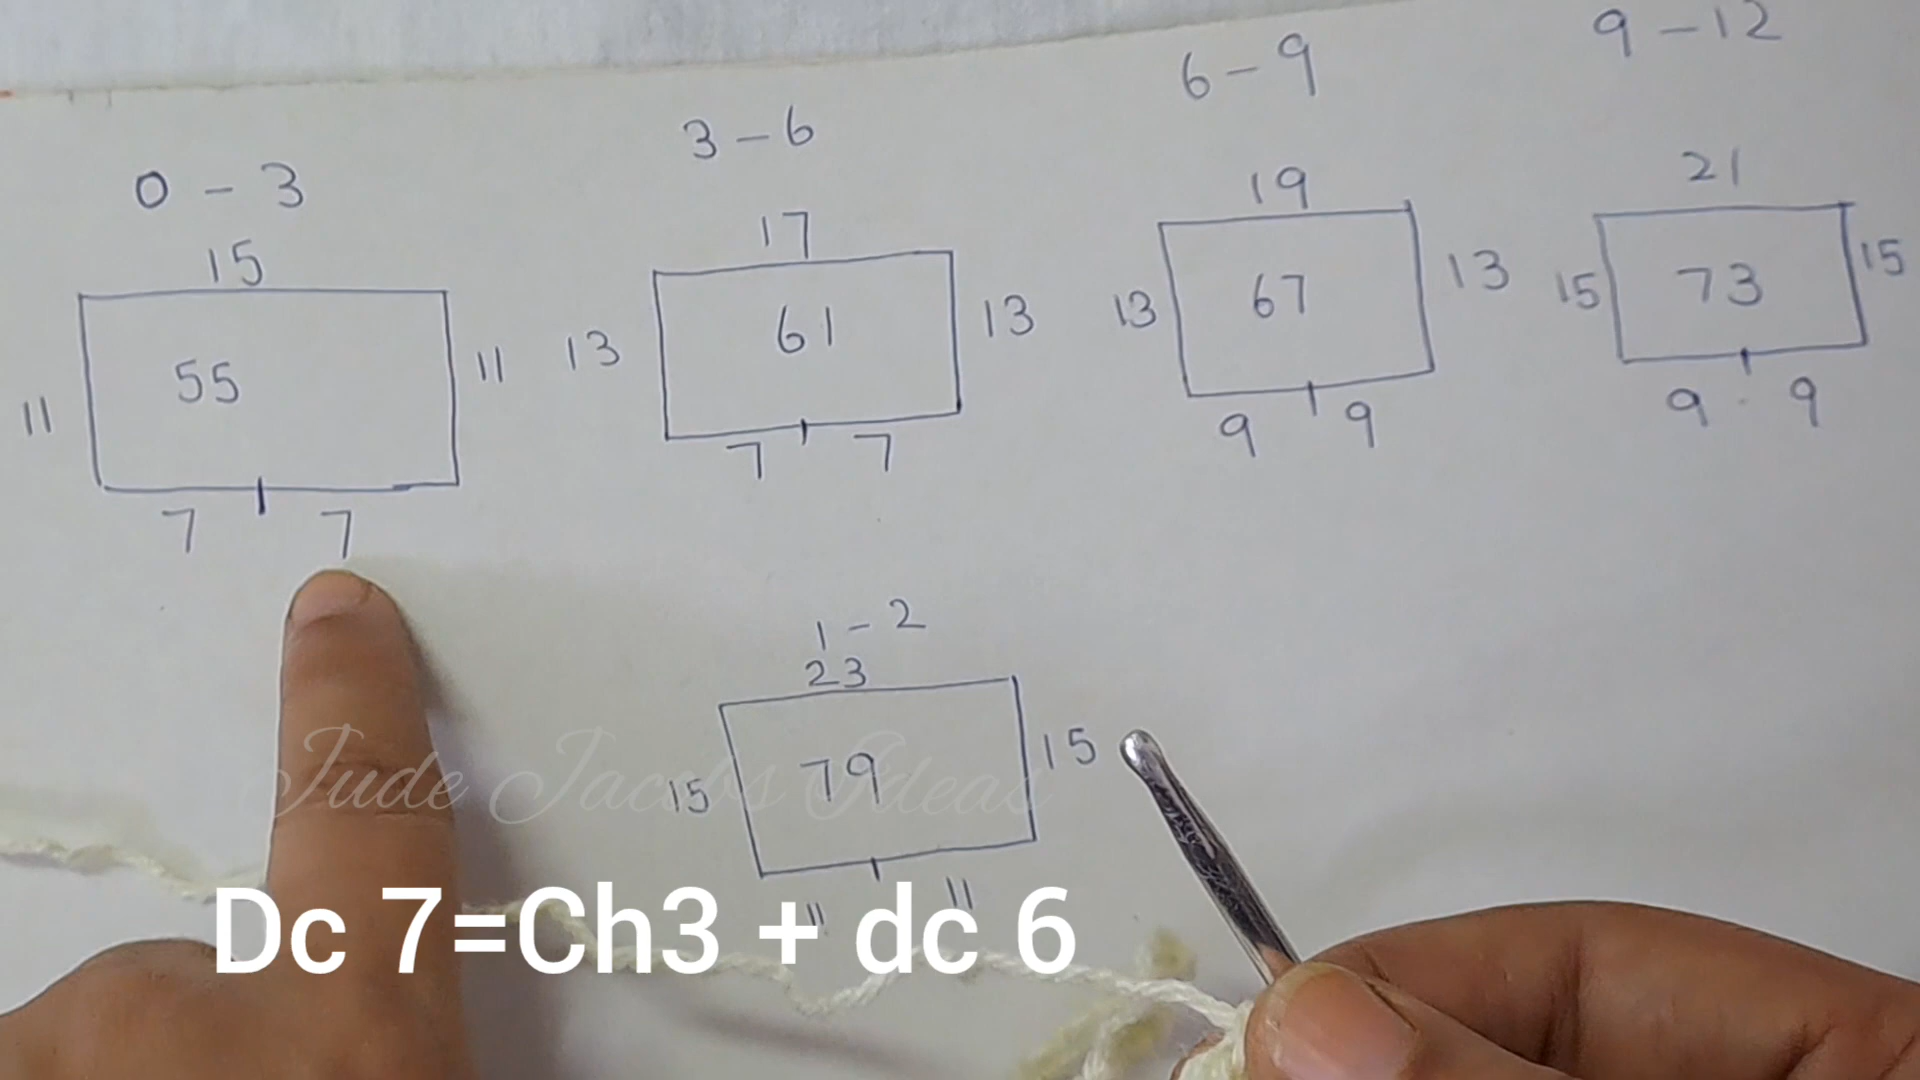 0 - 3
15
11 55 11
7 7
3 - 6
17
13 61 13
7 7
6 - 9
19
13 67 13
9 9
9 - 12
21
15 73 15
9 9
1 - 2
23
15 79 15
11 11
Jude Jacobs Ideas
Dc 7=Ch3 + dc 6